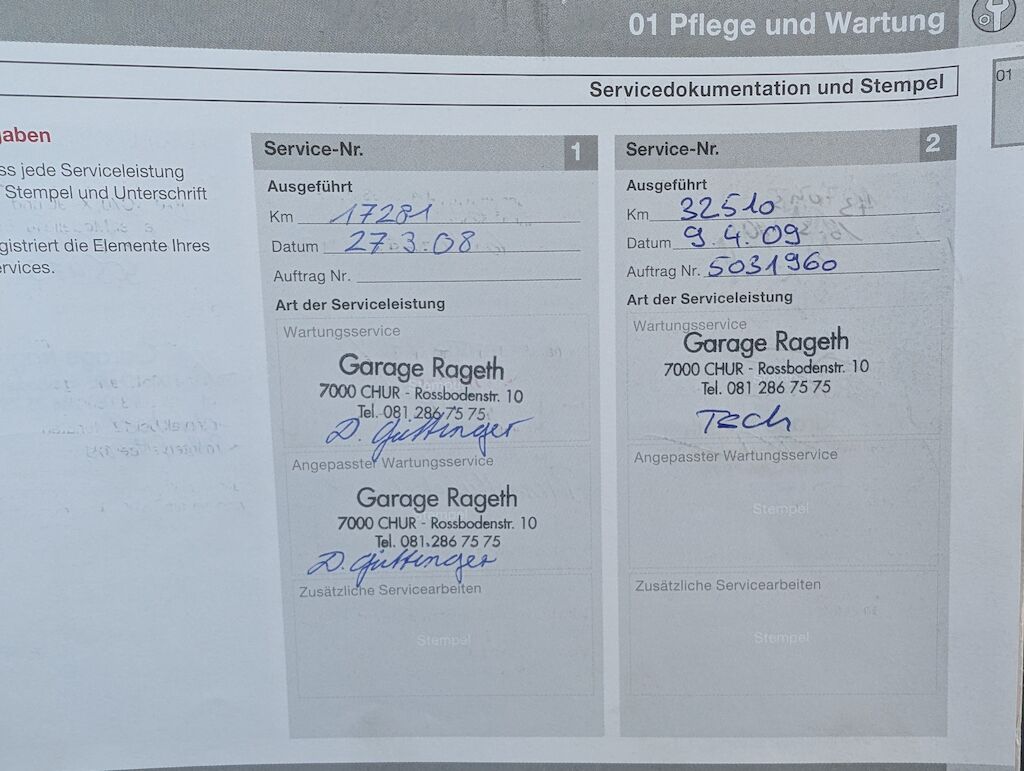 01 Pflege und Wartung
Servicedokumentation und Stempel
01
gaben
ss jede Serviceleistung
Stempel und Unterschrift
gistriert die Elemente Ihres
rvices.
Service-Nr. 1
Ausgeführt
Km 17281
Datum 27.3.08
Auftrag Nr.
Art der Serviceleistung
Wartungsservice
Garage Rageth
7000 CHUR - Rossbodenstr. 10
Tel. 081 286 75 75
D. Güttinger
Angepasster Wartungsservice
Garage Rageth
7000 CHUR - Rossbodenstr. 10
Tel. 081 286 75 75
D. Güttinger
Zusätzliche Servicearbeiten
Stempel
Service-Nr. 2
Ausgeführt
Km 32510
Datum 9.4.09
Auftrag Nr. 5031960
Art der Serviceleistung
Wartungsservice
Garage Rageth
7000 CHUR - Rossbodenstr. 10
Tel. 081 286 75 75
Angepasster Wartungsservice
Stempel
Zusätzliche Servicearbeiten
Stempel